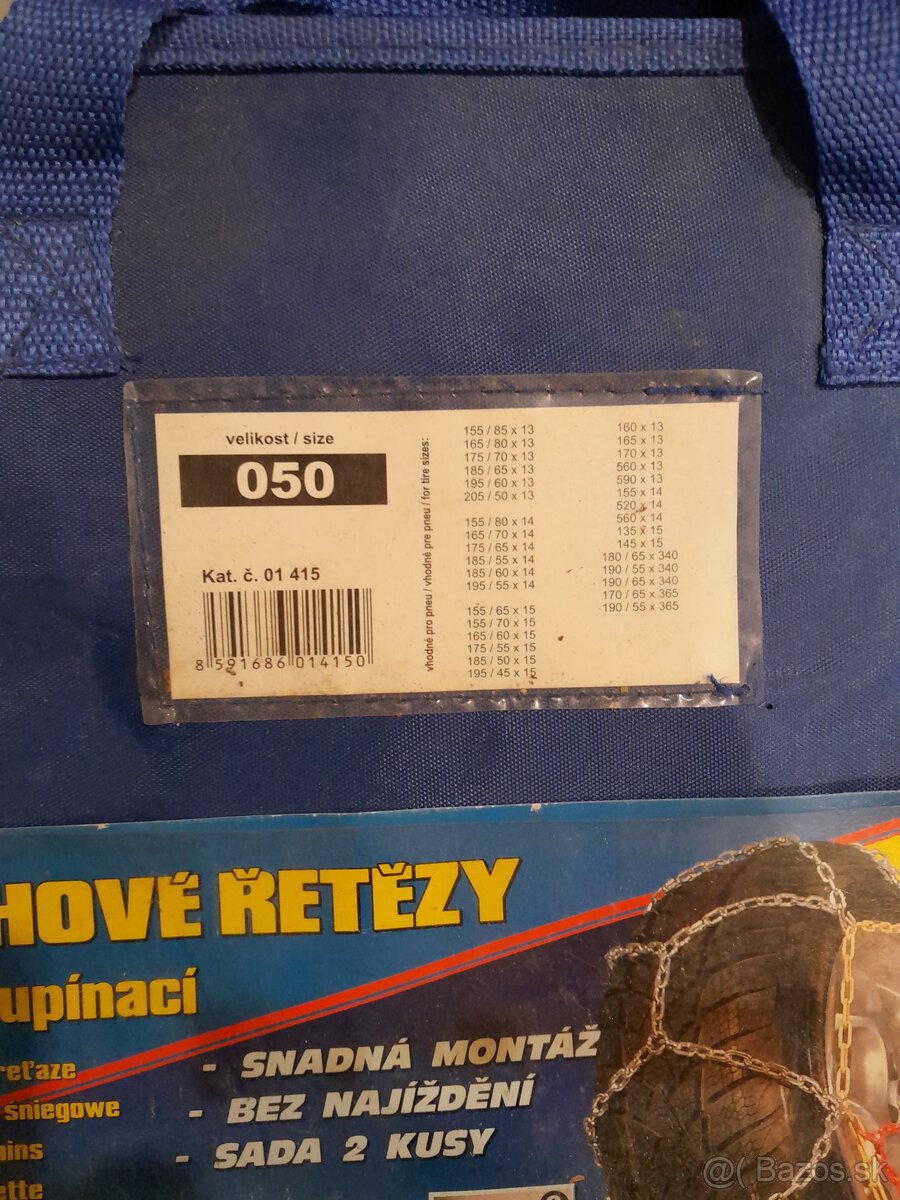 velikost / size
050
Kat. č. 01 415
8 591686 014150
vhodné pro pneu / vhodné pre pneu / for tire sizes:
155 / 85 x 13
165 / 80 x 13
175 / 70 x 13
185 / 65 x 13
195 / 60 x 13
205 / 50 x 13
155 / 80 x 14
165 / 70 x 14
175 / 65 x 14
185 / 55 x 14
185 / 60 x 14
195 / 55 x 14
155 / 65 x 15
155 / 70 x 15
165 / 60 x 15
175 / 55 x 15
185 / 50 x 15
195 / 45 x 15
160 x 13
165 x 13
170 x 13
560 x 13
590 x 13
155 x 14
520 x 14
560 x 14
135 x 15
145 x 15
180 / 65 x 340
190 / 55 x 340
190 / 65 x 340
170 / 65 x 365
190 / 55 x 365
HOVÉ ŘETĚZY
upínací
reťaze
śniegowe
ains
ette
- SNADNÁ MONTÁŽ
- BEZ NAJÍŽDĚNÍ
- SADA 2 KUSY
@( Bazos.sk